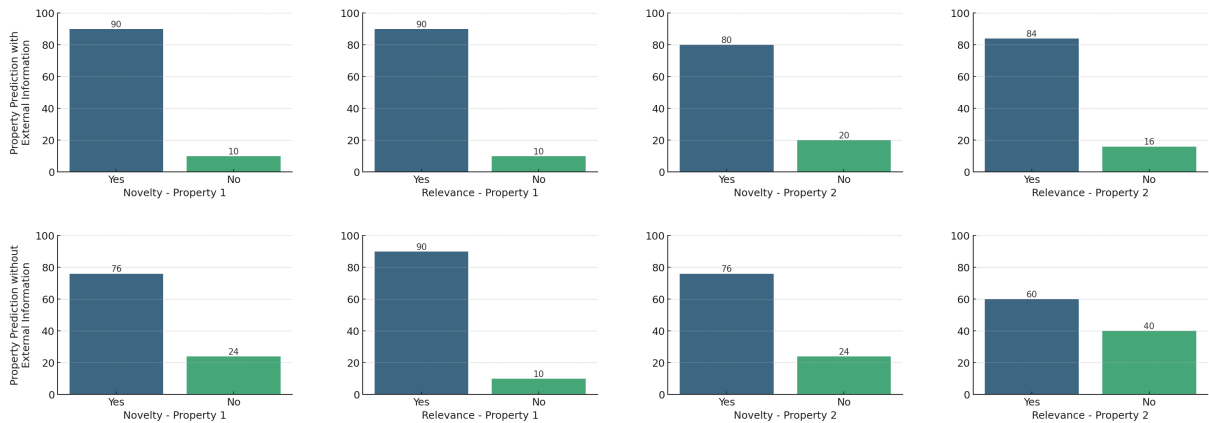 Property Prediction with
External Information
100
80
60
40
20
0
90
10
Yes
No
Novelty - Property 1
100
80
60
40
20
0
90
10
Yes
No
Relevance - Property 1
100
80
60
40
20
0
80
20
Yes
No
Novelty - Property 2
100
80
60
40
20
0
84
16
Yes
No
Relevance - Property 2
Property Prediction without
External Information
100
80
60
40
20
0
76
24
Yes
No
Novelty - Property 1
100
80
60
40
20
0
90
10
Yes
No
Relevance - Property 1
100
80
60
40
20
0
76
24
Yes
No
Novelty - Property 2
100
80
60
40
20
0
60
40
Yes
No
Relevance - Property 2